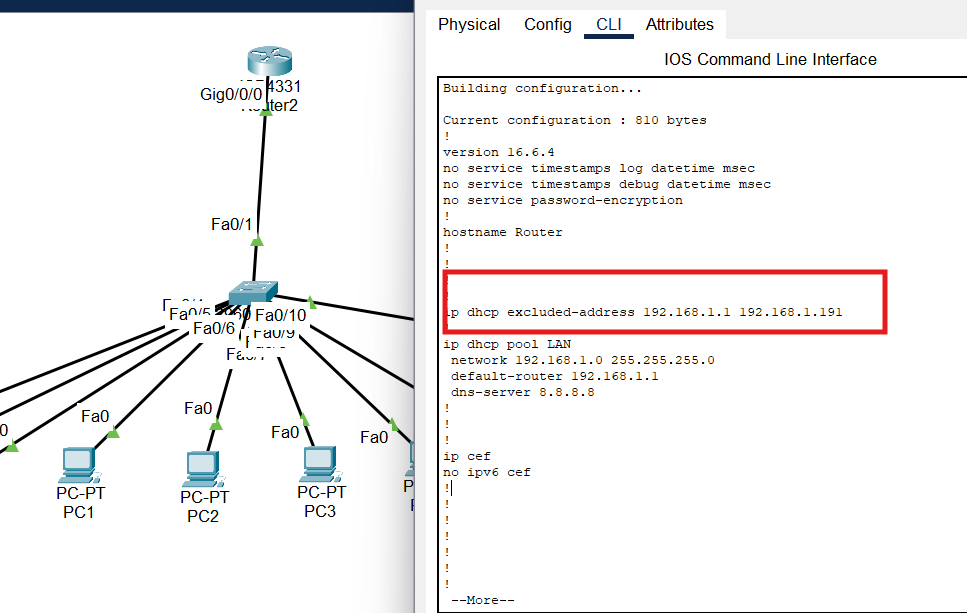 Physical Config CLI Attributes
IOS Command Line Interface
Building configuration...
Current configuration : 810 bytes
!
version 16.6.4
no service timestamps log datetime msec
no service timestamps debug datetime msec
no service password-encryption
!
hostname Router
!
!
ip dhcp excluded-address 192.168.1.1 192.168.1.191
ip dhcp pool LAN
network 192.168.1.0 255.255.255.0
default-router 192.168.1.1
dns-server 8.8.8.8
!
!
!
ip cef
no ipv6 cef
!
!
!
!
!
!
!
--More--
4331
Gig0/0/0
Router2
Fa0/1
Fa0/5
Fa0/10
Fa0/6
Fa0/9
Fa0
Fa0
Fa0
Fa0
PC-PT
PC1
PC-PT
PC2
PC-PT
PC3